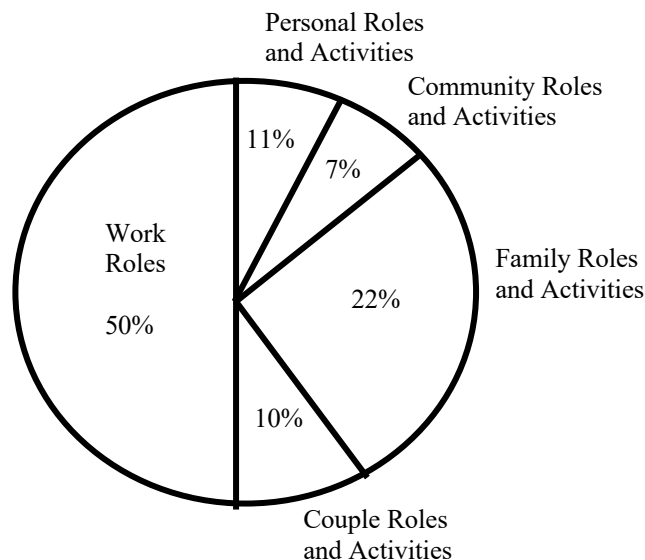 Personal Roles
and Activities
Community Roles
and Activities
11%
7%
Work
Roles
50%
Family Roles
and Activities
22%
10%
Couple Roles
and Activities